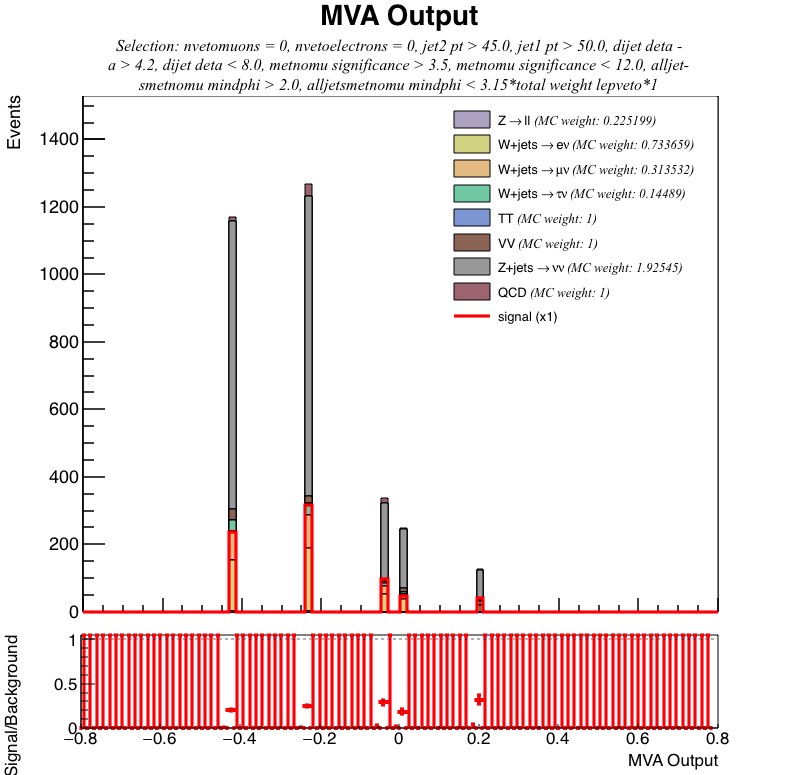 MVA Output
Selection: nvetomuons = 0, nvetoelectrons = 0, jet2 pt > 45.0, jet1 pt > 50.0, dijet deta -
a > 4.2, dijet deta < 8.0, metnomu significance > 3.5, metnomu significance < 12.0, alljet-
smetnomu mindphi > 2.0, alljetsmetnomu mindphi < 3.15*total weight lepveto*1
Events
1400
1200
1000
800
600
400
200
0
Z→ll (MC weight: 0.225199)
W+jets→eν (MC weight: 0.733659)
W+jets→μν (MC weight: 0.313532)
W+jets→τν (MC weight: 0.14489)
TT (MC weight: 1)
VV (MC weight: 1)
Z+jets→νν (MC weight: 1.92545)
QCD (MC weight: 1)
signal (x1)
Signal/Background
1
0.5
0
−0.8 −0.6 −0.4 −0.2 0 0.2 0.4 0.6 0.8
MVA Output